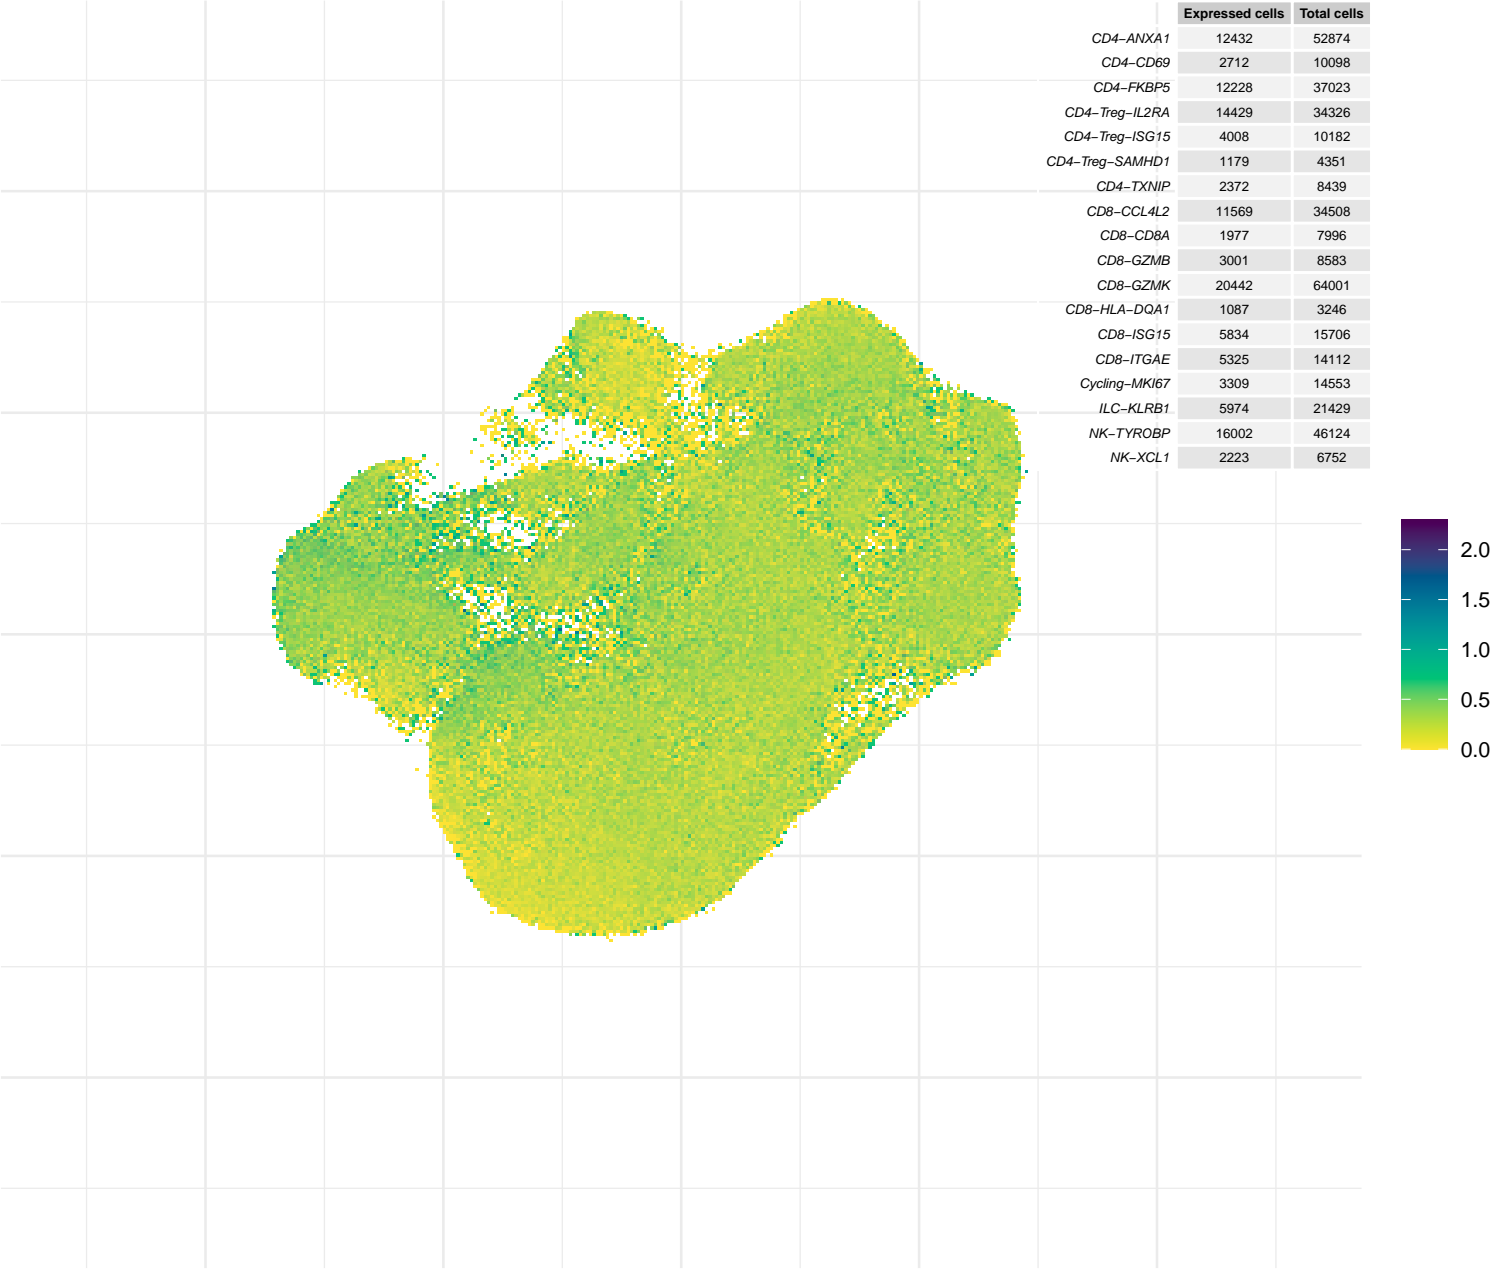 Expressed cells Total cells
CD4−ANXA1 12432 52874
CD4−CD69 2712 10098
CD4−FKBP5 12228 37023
CD4−Treg−IL2RA 14429 34326
CD4−Treg−ISG15 4008 10182
CD4−Treg−SAMHD1 1179 4351
CD4−TXNIP 2372 8439
CD8−CCL4L2 11569 34508
CD8−CD8A 1977 7996
CD8−GZMB 3001 8583
CD8−GZMK 20442 64001
CD8−HLA−DQA1 1087 3246
CD8−ISG15 5834 15706
CD8−ITGAE 5325 14112
Cycling−MKI67 3309 14553
ILC−KLRB1 5974 21429
NK−TYROBP 16002 46124
NK−XCL1 2223 6752
2.0
1.5
1.0
0.5
0.0